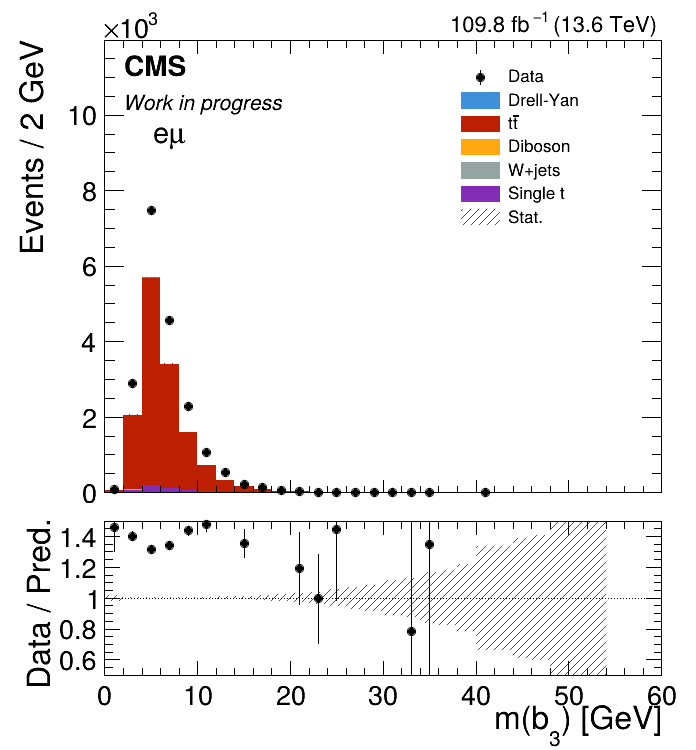 ×10³
109.8 fb⁻¹ (13.6 TeV)
CMS
Work in progress
eμ
Data
Drell-Yan
tt̄
Diboson
W+jets
Single t
Stat.
Events / 2 GeV
10
8
6
4
2
0
Data / Pred.
1.4
1.2
1
0.8
0.6
0 10 20 30 40 50 60
m(b₃) [GeV]